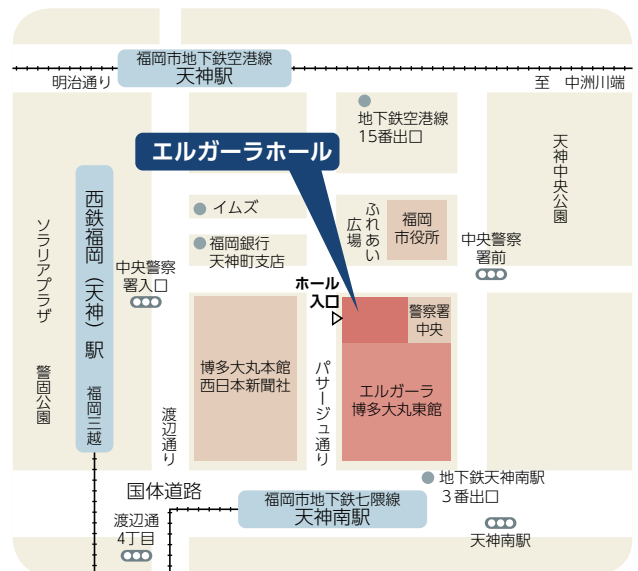 福岡市地下鉄空港線
天神駅
明治通り
至 中洲川端
地下鉄空港線
15番出口
天神中央公園
エルガーラホール
西鉄福岡（天神）駅
福岡三越
ソラリアプラザ
警固公園
中央警察
署入口
イムズ
福岡銀行
天神町支店
ふれあい
広場
福岡
市役所
中央警察
署前
ホール
入口
警察署
中央
博多大丸本館
西日本新聞社
パサージュ通り
エルガーラ
博多大丸東館
渡辺通り
国体道路
地下鉄天神南駅
３番出口
福岡市地下鉄七隈線
天神南駅
渡辺通
4丁目
天神南駅